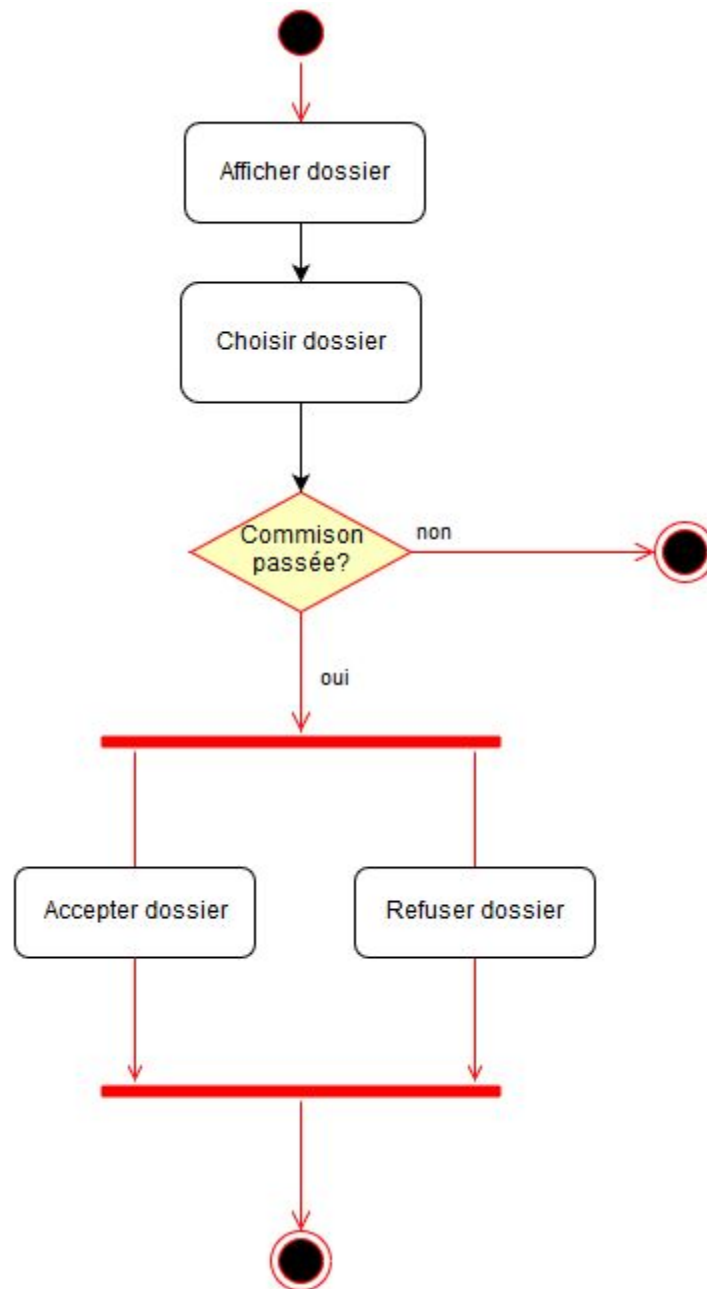 Afficher dossier
Choisir dossier
Commison
passée?
non
oui
Accepter dossier
Refuser dossier